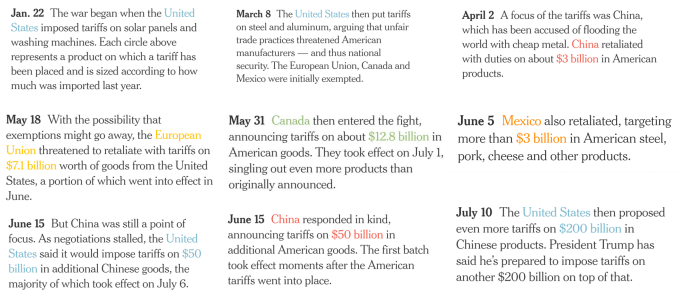 Jan. 22 The war began when the United
States imposed tariffs on solar panels and
washing machines. Each circle above
represents a product on which a tariff has
been placed and is sized according to how
much was imported last year.
March 8 The United States then put tariffs
on steel and aluminum, arguing that unfair
trade practices threatened American
manufacturers — and thus national
security. The European Union, Canada and
Mexico were initially exempted.
April 2 A focus of the tariffs was China,
which has been accused of flooding the
world with cheap metal. China retaliated
with duties on about $3 billion in American
products.
May 18 With the possibility that
exemptions might go away, the European
Union threatened to retaliate with tariffs on
$7.1 billion worth of goods from the United
States, a portion of which went into effect in
June.
May 31 Canada then entered the fight,
announcing tariffs on about $12.8 billion in
American goods. They took effect on July 1,
singling out even more products than
originally announced.
June 5 Mexico also retaliated, targeting
more than $3 billion in American steel,
pork, cheese and other products.
June 15 But China was still a point of
focus. As negotiations stalled, the United
States said it would impose tariffs on $50
billion in additional Chinese goods, the
majority of which took effect on July 6.
June 15 China responded in kind,
announcing tariffs on $50 billion in
additional American goods. The first batch
took effect moments after the American
tariffs went into place.
July 10 The United States then proposed
even more tariffs on $200 billion in
Chinese products. President Trump has
said he's prepared to impose tariffs on
another $200 billion on top of that.